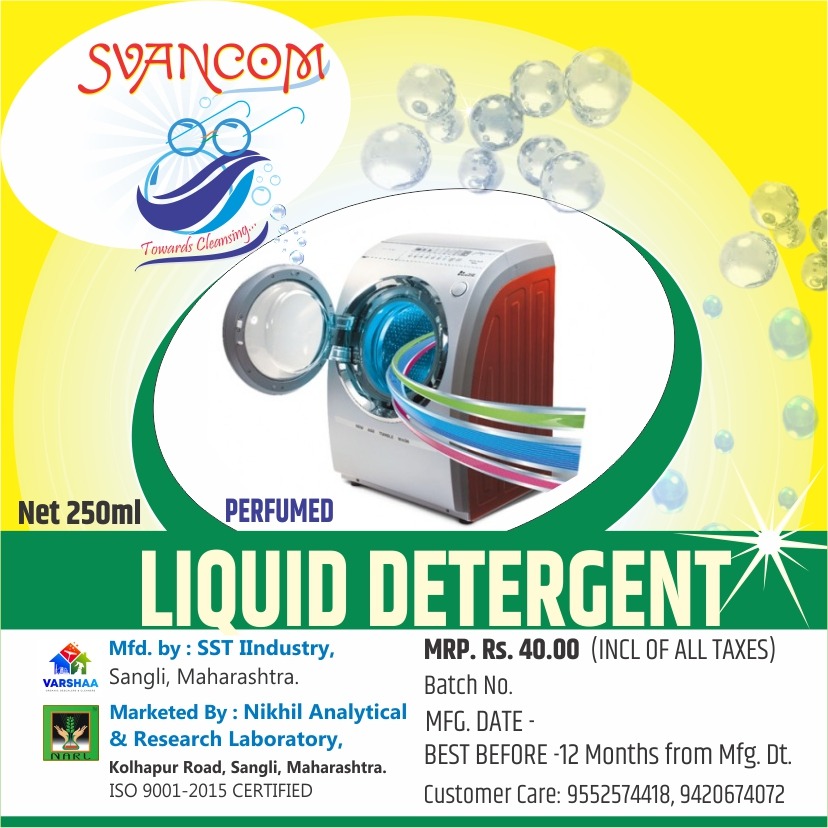 SVANCOM
Towards Cleansing...
Net 250ml
PERFUMED
LIQUID DETERGENT
VARSHAA
Mfd. by : SST IIndustry,
Sangli, Maharashtra.
NARL
Marketed By : Nikhil Analytical
& Research Laboratory,
Kolhapur Road, Sangli, Maharashtra.
ISO 9001-2015 CERTIFIED
MRP. Rs. 40.00 (INCL OF ALL TAXES)
Batch No.
MFG. DATE -
BEST BEFORE -12 Months from Mfg. Dt.
Customer Care: 9552574418, 9420674072